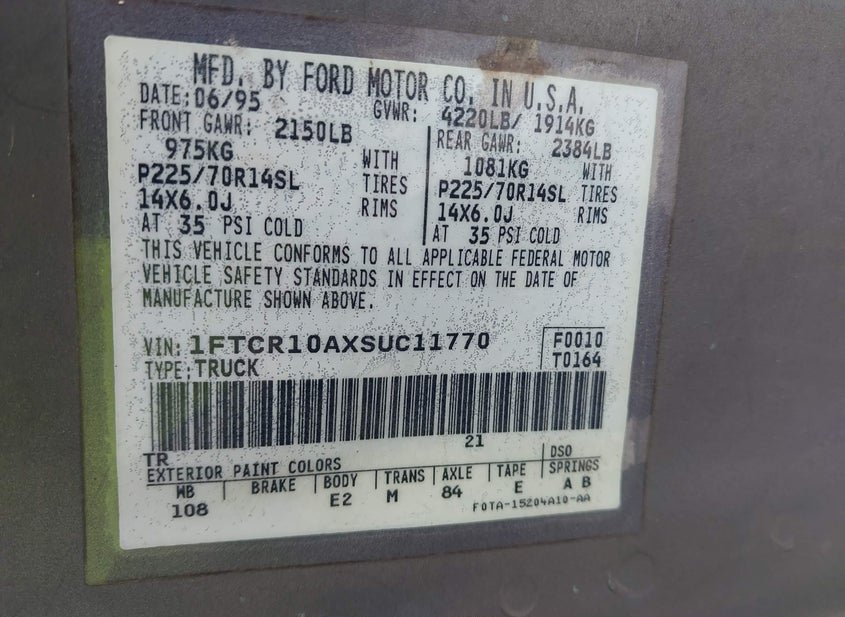 MFD. BY FORD MOTOR CO. IN U.S.A.
DATE: 06/95 GVWR: 4220LB/ 1914KG
FRONT GAWR: 2150LB REAR GAWR: 2384LB
975KG WITH 1081KG WITH
P225/70R14SL TIRES P225/70R14SL TIRES
14X6.0J RIMS 14X6.0J RIMS
AT 35 PSI COLD AT 35 PSI COLD
THIS VEHICLE CONFORMS TO ALL APPLICABLE FEDERAL MOTOR
VEHICLE SAFETY STANDARDS IN EFFECT ON THE DATE OF
MANUFACTURE SHOWN ABOVE.
VIN: 1FTCR10AXSUC11770 F0010
TYPE: TRUCK T0164
21
TR DSO
EXTERIOR PAINT COLORS
WB BRAKE BODY TRANS AXLE TAPE SPRINGS
108 E2 M 84 E A B
F0TA-15204A10-AA